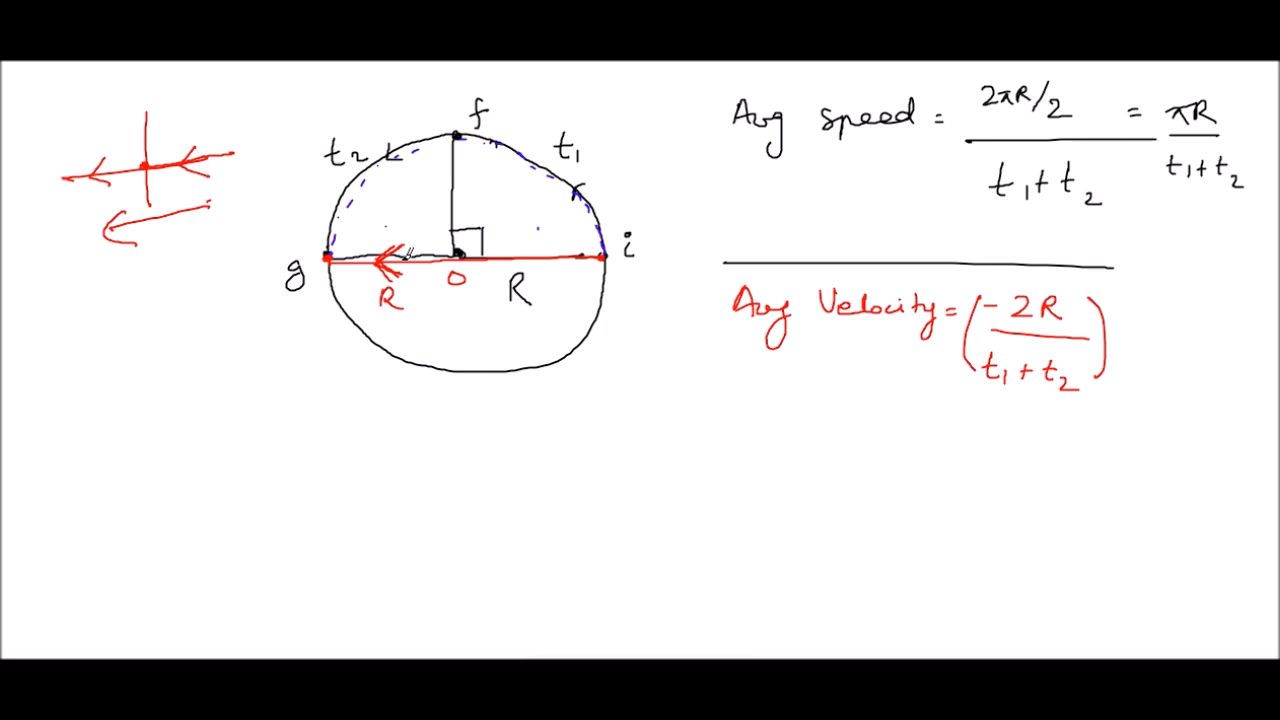 f
t₂
t₁
g
i
R
O
R
Avg speed = 2πR/2 / t₁+t₂ = πR / t₁+t₂
Avg Velocity = (-2R / t₁+t₂)